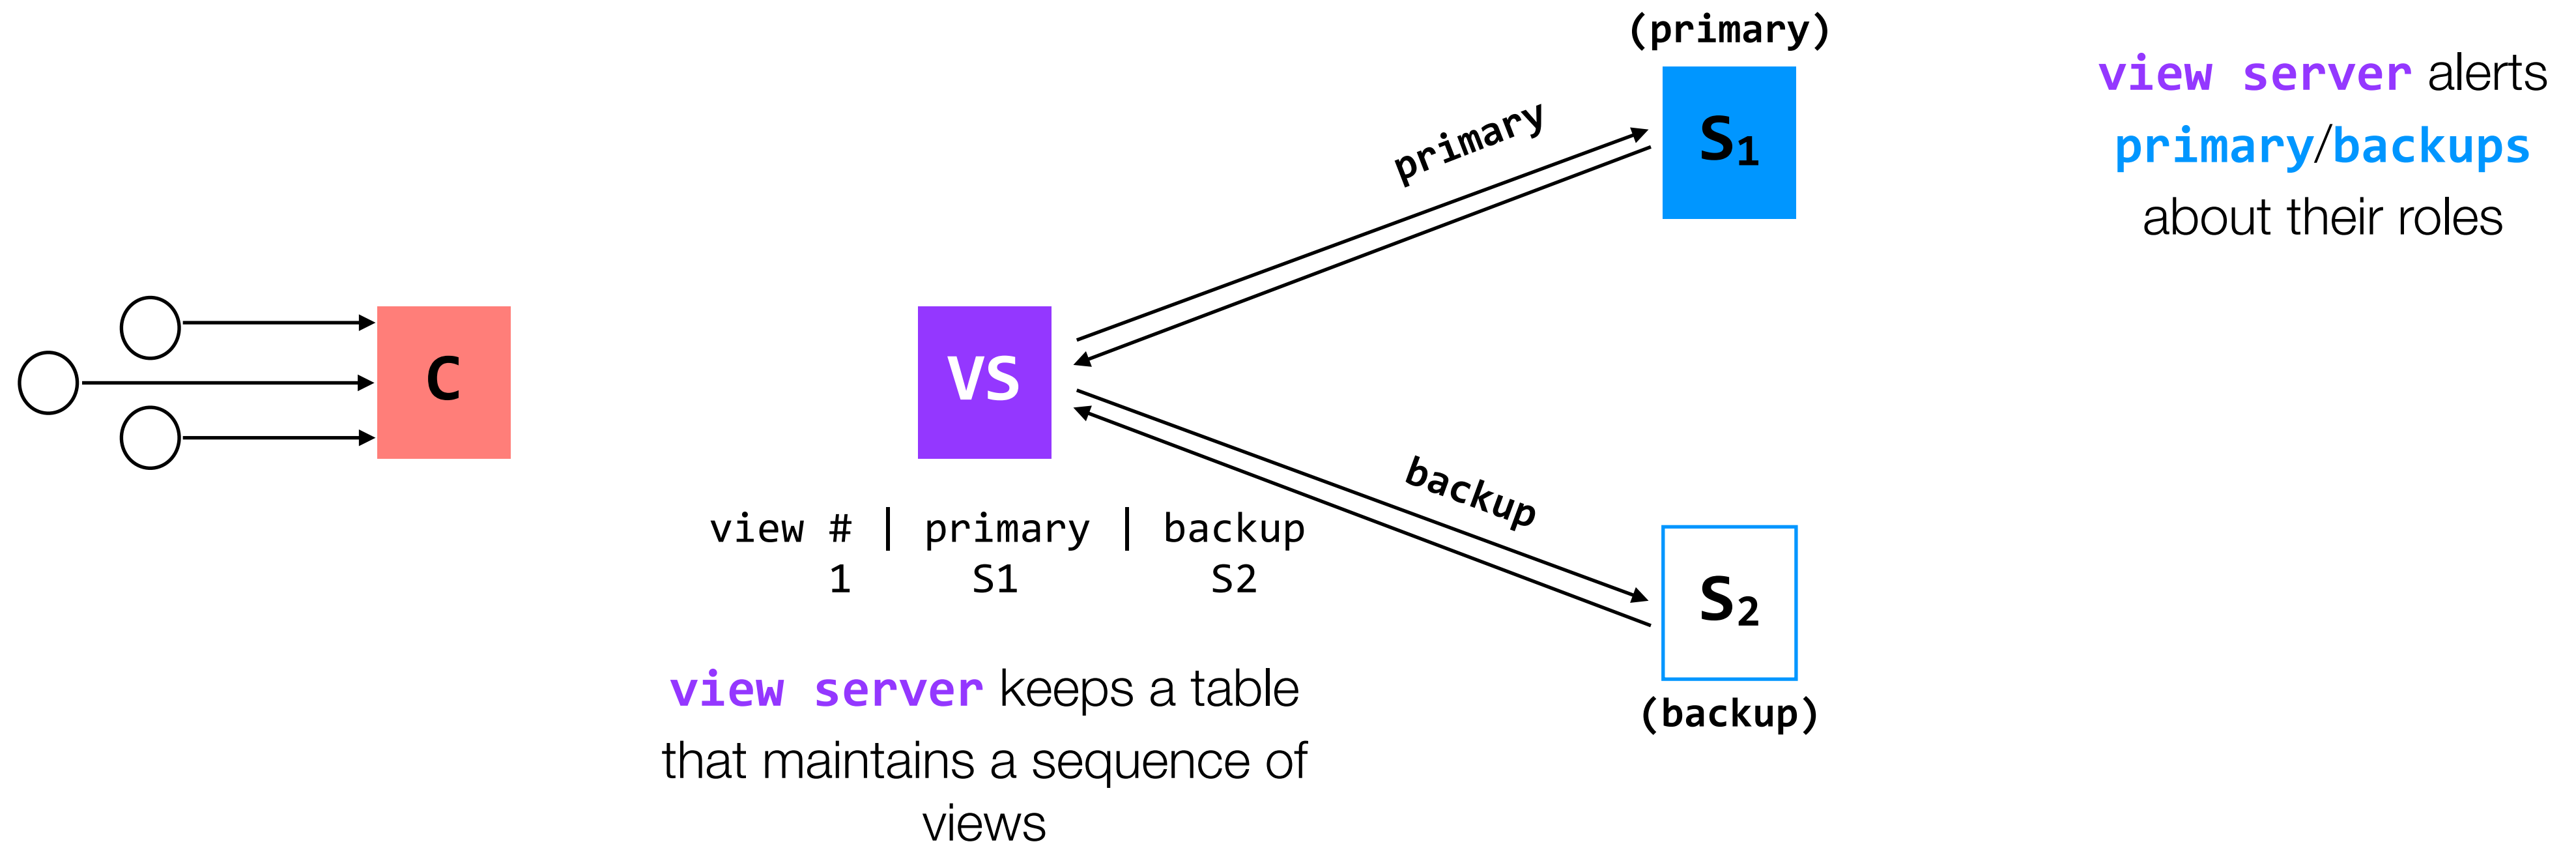 (primary)
S1
view server alerts
primary/backups
about their roles
primary
C
VS
backup
view # | primary | backup
1 S1 S2
S2
(backup)
view server keeps a table
that maintains a sequence of
views